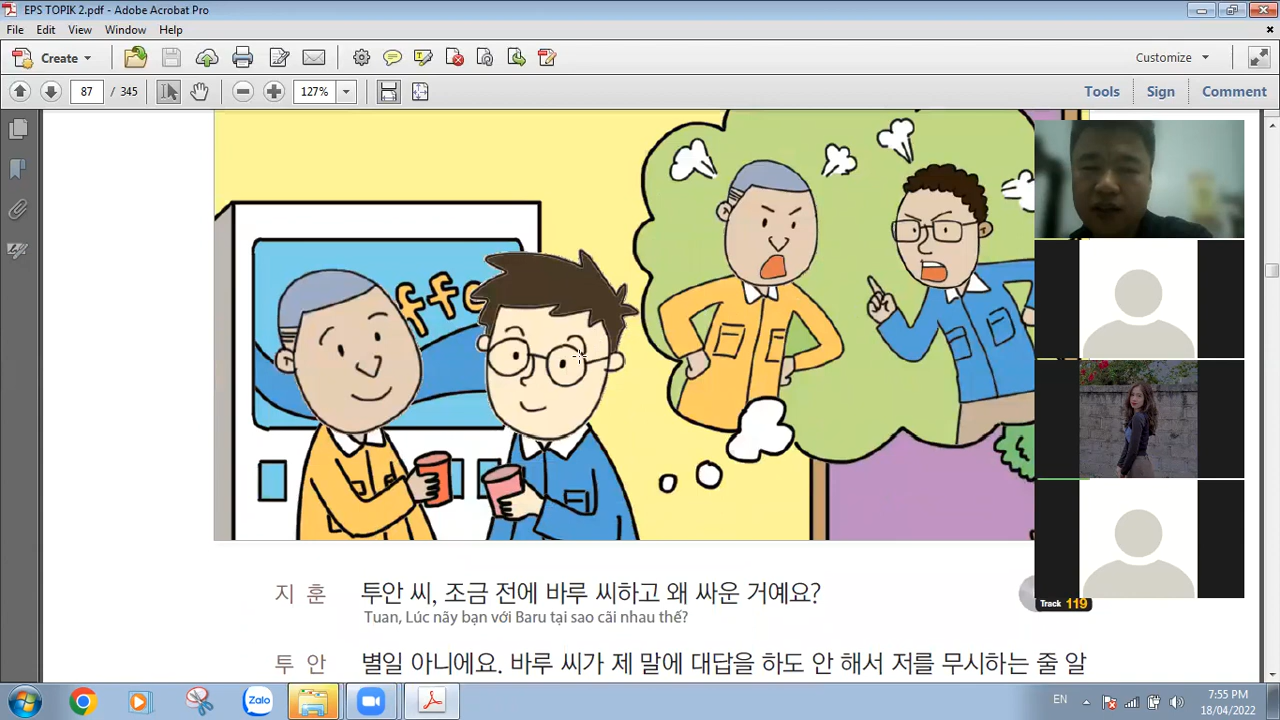 EPS TOPIK 2.pdf - Adobe Acrobat Pro
File Edit View Window Help
Create
Customize
87 / 345
127%
Tools Sign Comment
ffe
지 훈 투안 씨, 조금 전에 바루 씨하고 왜 싸운 거예요?
Tuan, Lúc nãy bạn với Baru tại sao cãi nhau thế?
Track 119
투 안 별일 아니에요. 바루 씨가 제 말에 대답을 하도 안 해서 저를 무시하는 줄 알
Zalo
EN
7:55 PM
18/04/2022